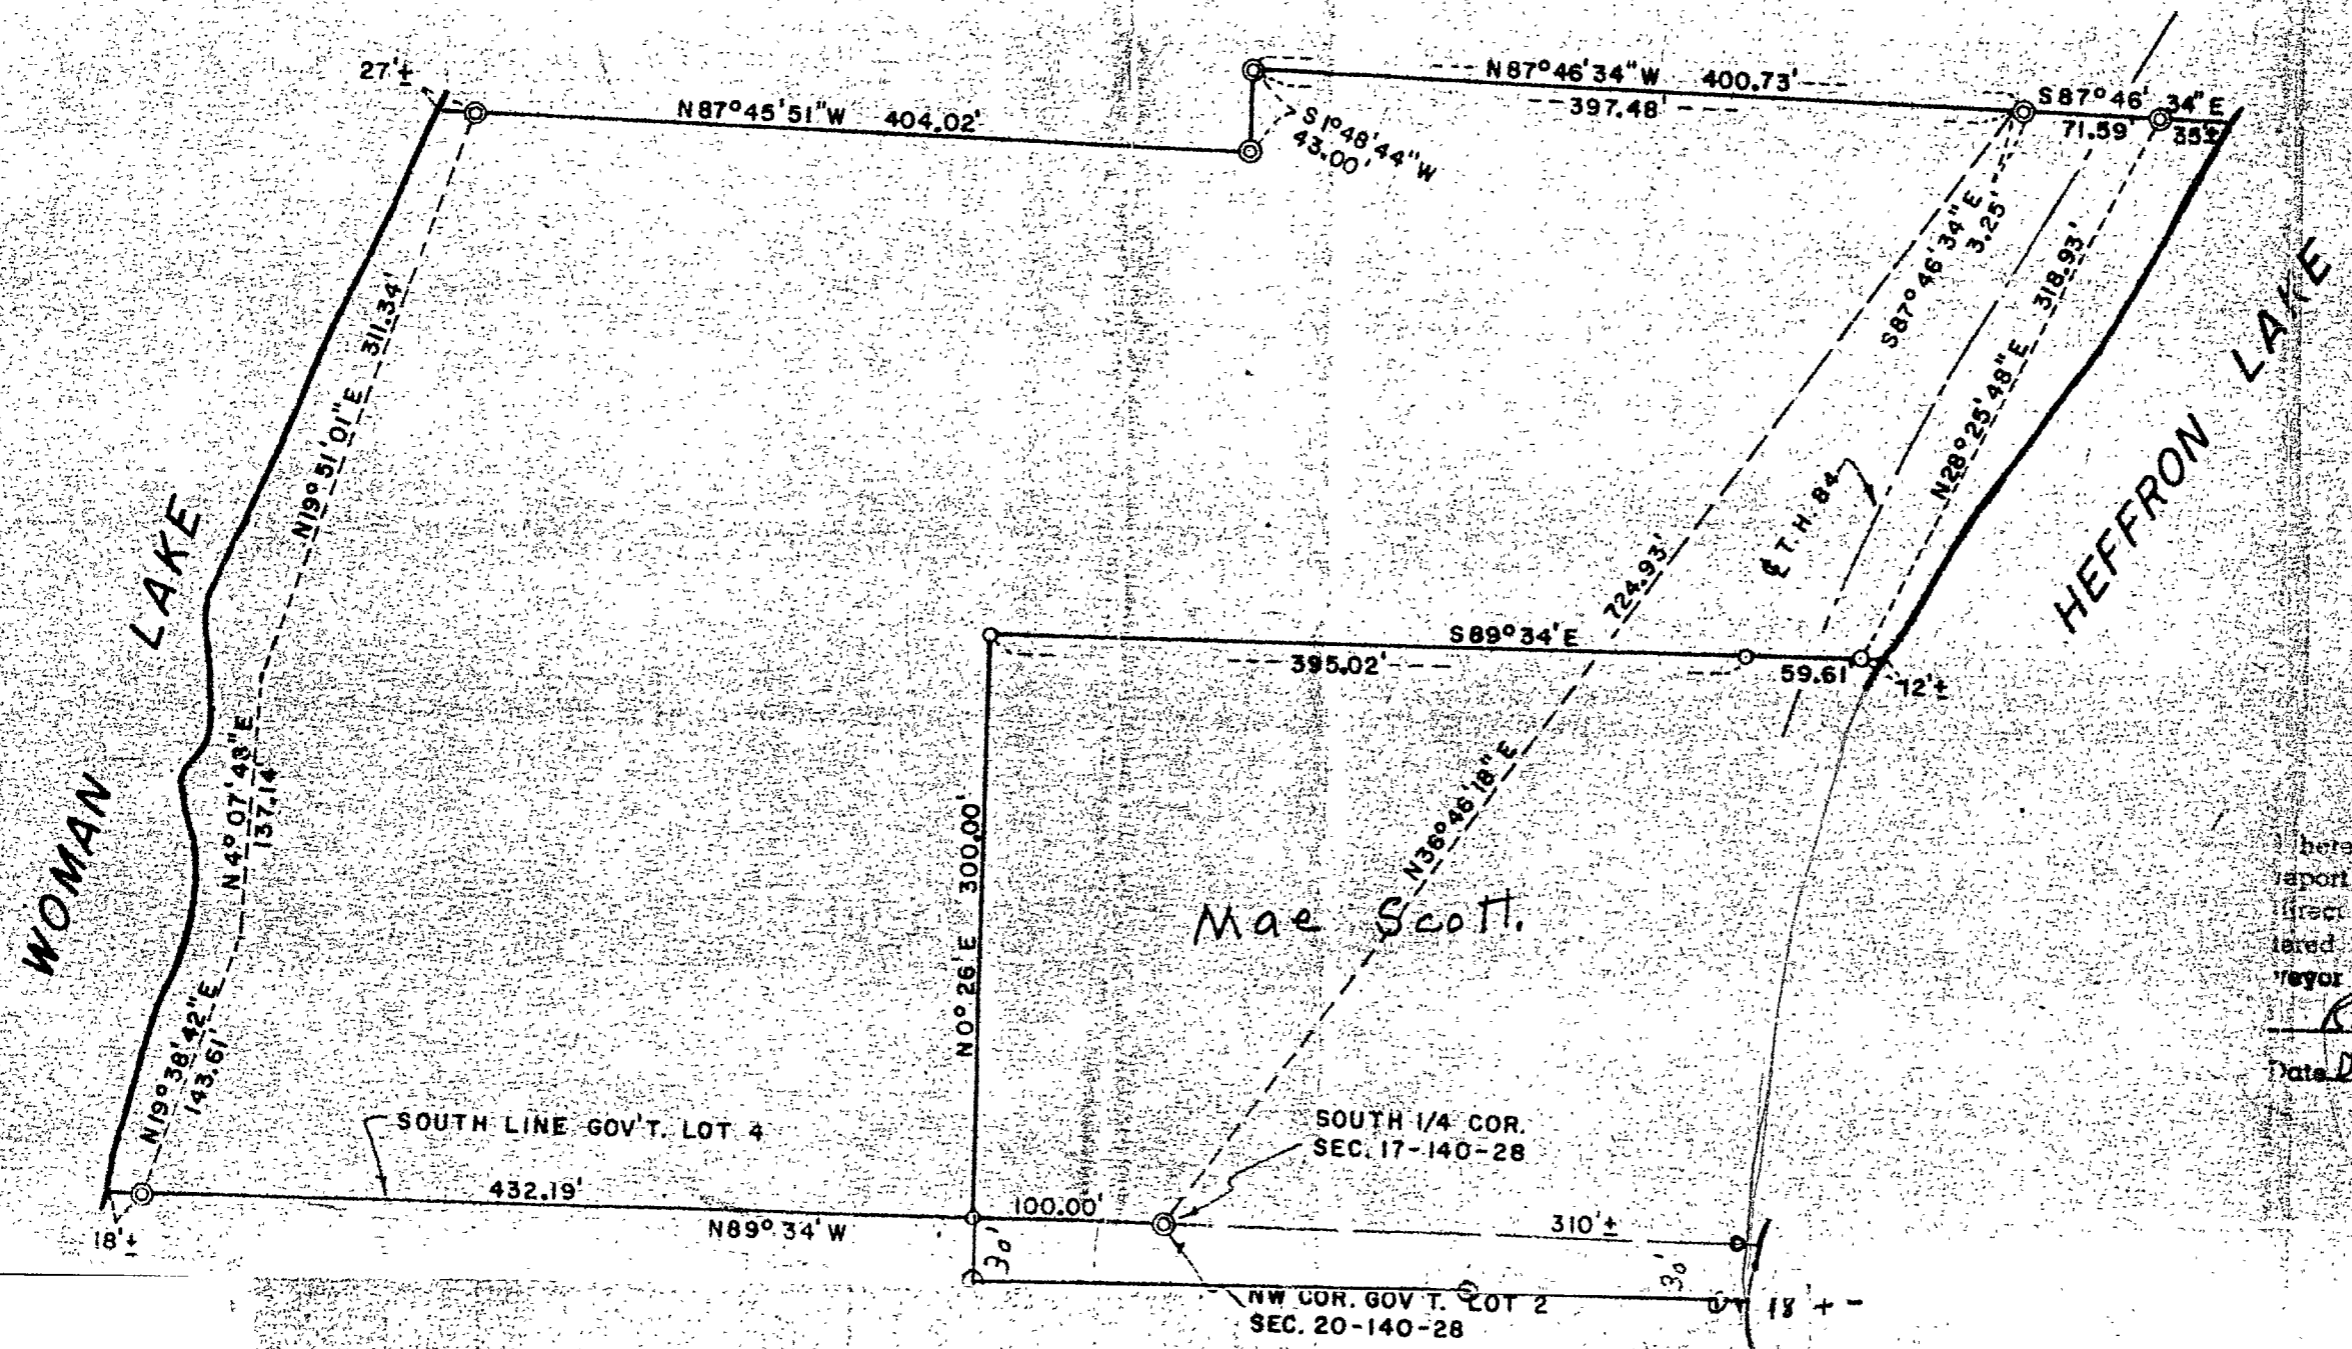 27'±
N87°45'51"W 404.02'
N87°46'34"W 400.73'
397.48'
S1°48'44"W
43.00'
S87°46'34"E
71.59'
35'±
S87°46'34"E
3.25'
N19°51'01"E 311.34'
N28°25'48"E 318.93'
WOMAN LAKE
HEFFRON LAKE
℄ T.H. 84
724.93'
N36°46'18"E
S89°34'E
395.02'
59.61
12'±
N4°07'48"E
137.14
N0°26'E 300.00'
Mae Scott.
N19°38'42"E
143.61'
SOUTH LINE GOV'T. LOT 4
SOUTH 1/4 COR.
SEC. 17-140-28
432.19'
100.00'
310'±
N89°34'W
18'±
30'
30'
18'+-
NW COR. GOV'T. LOT 2
SEC. 20-140-28
Date